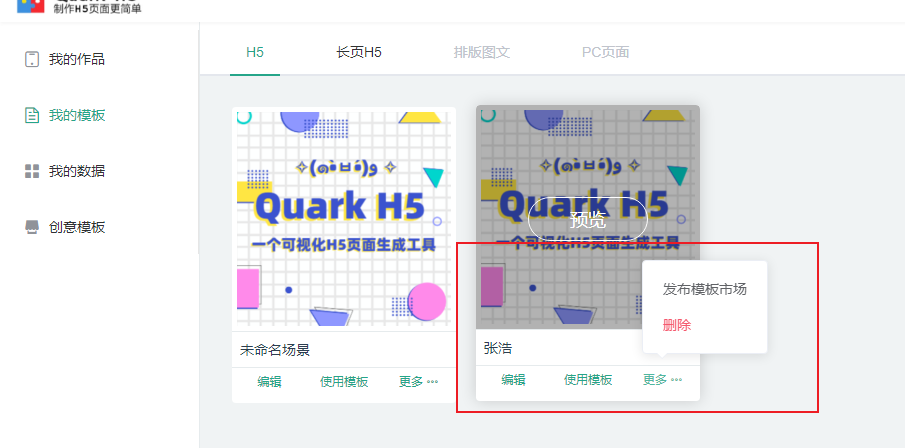 制作H5页面更简单
H5
长页H5
排版图文
PC页面
我的作品
我的模板
我的数据
创意模板
Quark H5
一个可视化H5页面生成工具
未命名场景
编辑
使用模板
更多
Quark H5
预览
一个可视化H5页面生成工具
发布模板市场
删除
张浩
编辑
使用模板
更多